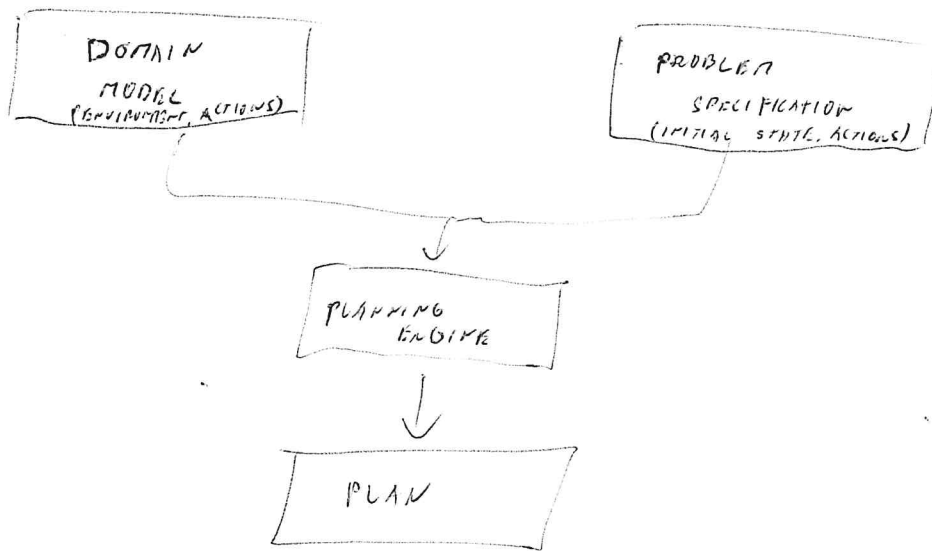 DOMAIN
MODEL
(ENVIRONMENT, ACTIONS)
PROBLEM
SPECIFICATION
(INITIAL STATE, ACTIONS)
PLANNING
ENGINE
PLAN